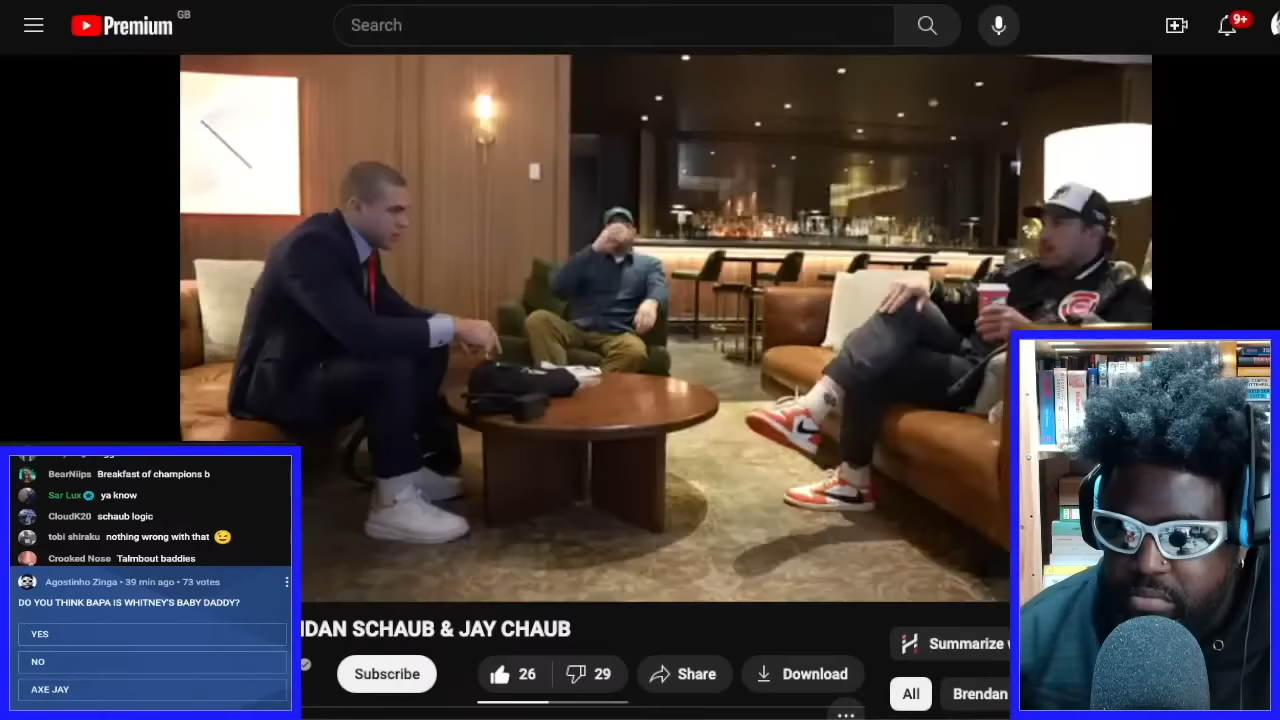 Premium GB
Search
9+
BearNiips Breakfast of champions b
Sar Lux ya know
CloudK20 schaub logic
tobi shiraku nothing wrong with that 😉
Crooked Nose Talmbout baddies
Agostinho Zinga • 39 min ago • 73 votes
DO YOU THINK BAPA IS WHITNEY'S BABY DADDY?
YES
NO
AXE JAY
IDAN SCHAUB & JAY CHAUB
Subscribe
26
29
Share
Download
Summarize
All
Brendan